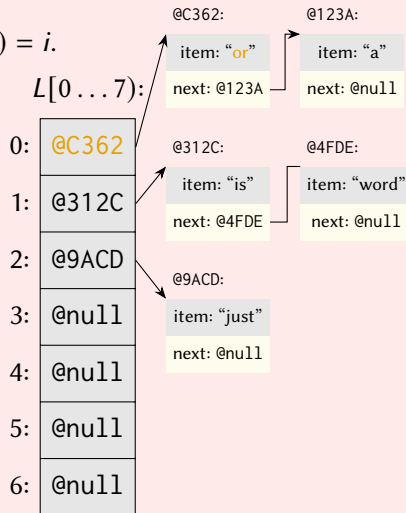 ) = i.
L[0 . . . 7):
0: @C362
1: @312C
2: @9ACD
3: @null
4: @null
5: @null
6: @null
@C362:
item: “or”
next: @123A
@123A:
item: “a”
next: @null
@312C:
item: “is”
next: @4FDE
@4FDE:
item: “word”
next: @null
@9ACD:
item: “just”
next: @null